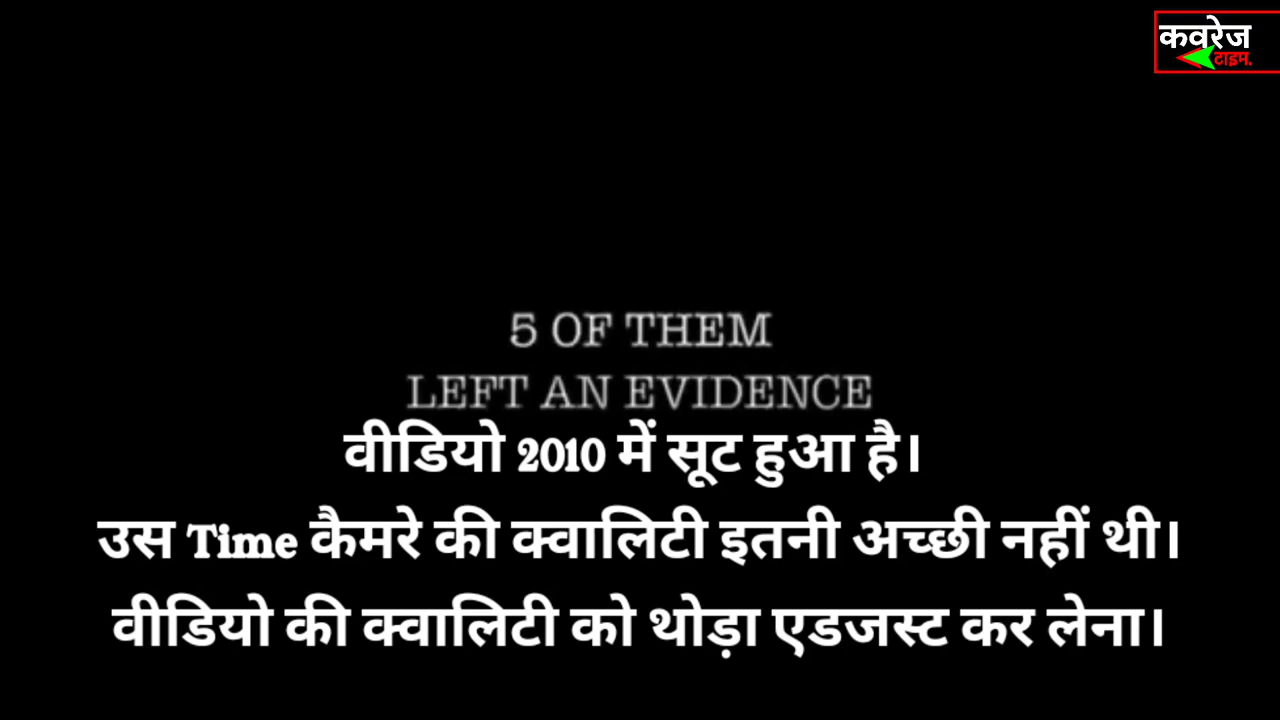 कवरेज
टाइम.
5 OF THEM
LEFT AN EVIDENCE
वीडियो 2010 में सूट हुआ है।
उस Time कैमरे की क्वालिटी इतनी अच्छी नहीं थी।
वीडियो की क्वालिटी को थोड़ा एडजस्ट कर लेना।